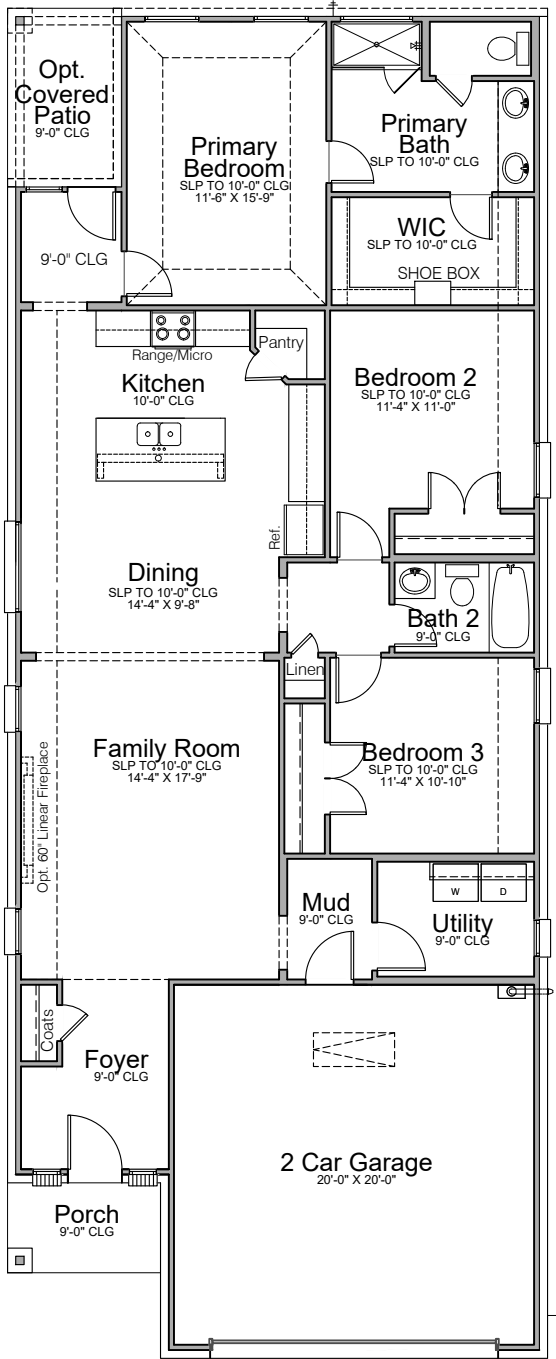 Opt.
Covered
Patio
9'-0" CLG
Primary
Bedroom
SLP TO 10'-0" CLG
11'-6" X 15'-9"
Primary
Bath
SLP TO 10'-0" CLG
WIC
SLP TO 10'-0" CLG
SHOE BOX
9'-0" CLG
Range/Micro
Pantry
Kitchen
10'-0" CLG
Bedroom 2
SLP TO 10'-0" CLG
11'-4" X 11'-0"
Ref.
Dining
SLP TO 10'-0" CLG
14'-4" X 9'-8"
Bath 2
9'-0" CLG
Linen
Family Room
SLP TO 10'-0" CLG
14'-4" X 17'-9"
Opt. 60" Linear Fireplace
Bedroom 3
SLP TO 10'-0" CLG
11'-4" X 10'-10"
Mud
9'-0" CLG
W
D
Utility
9'-0" CLG
Coats
Foyer
9'-0" CLG
2 Car Garage
20'-0" X 20'-0"
Porch
9'-0" CLG